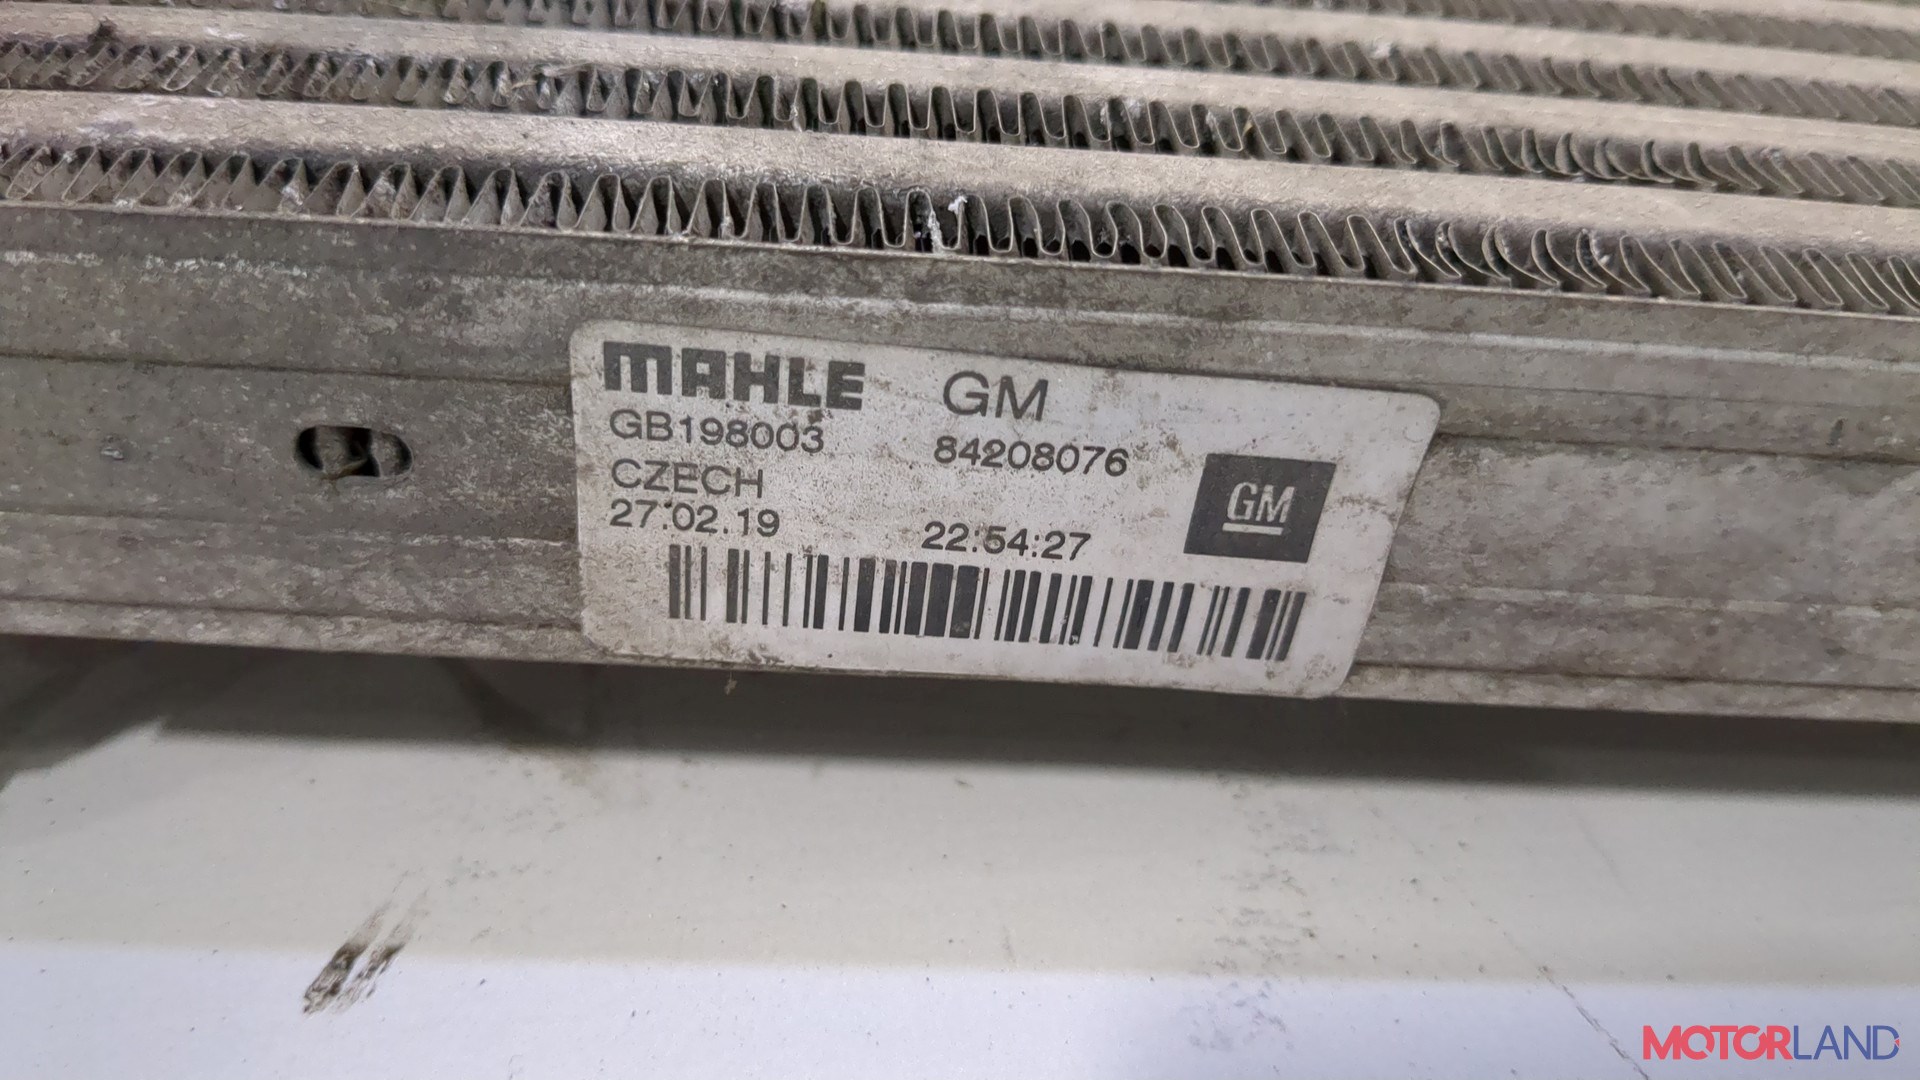 MAHLE GM
GB198003 84208076
CZECH
27.02.19 22:54:27
GM
MOTORLAND